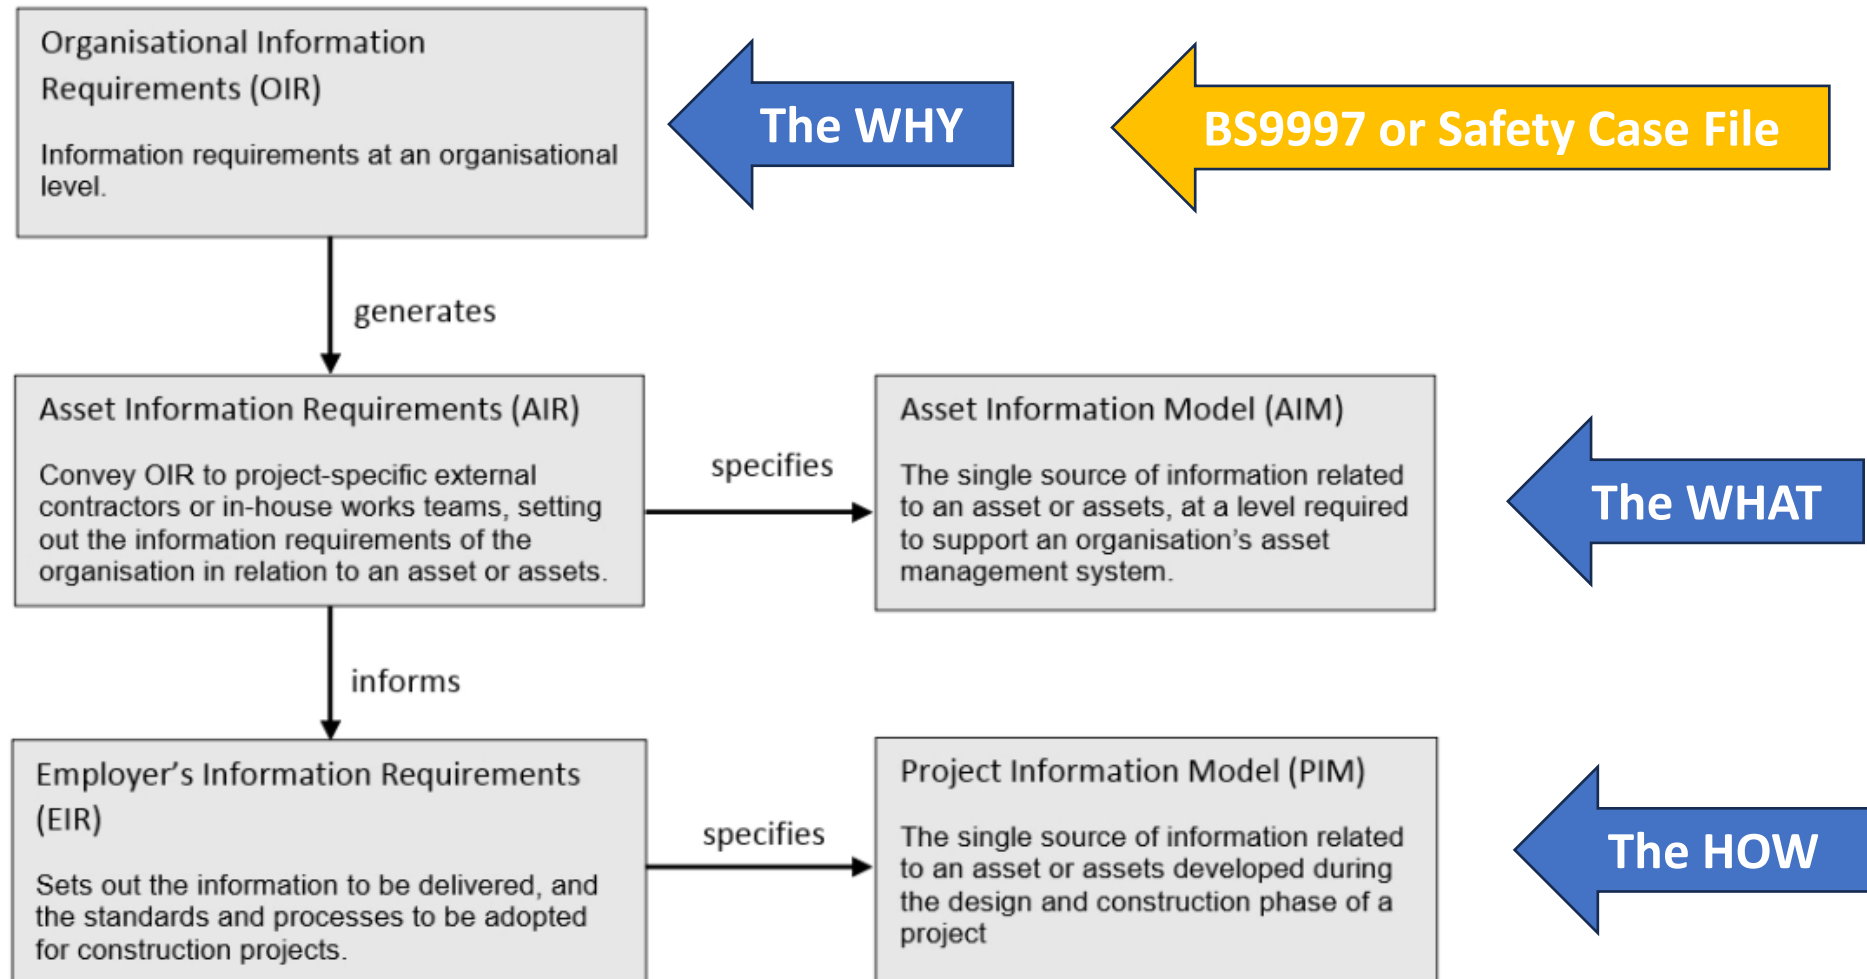 Organisational Information
Requirements (OIR)
Information requirements at an organisational
level.
The WHY
BS9997 or Safety Case File
generates
Asset Information Requirements (AIR)
Convey OIR to project-specific external
contractors or in-house works teams, setting
out the information requirements of the
organisation in relation to an asset or assets.
specifies
Asset Information Model (AIM)
The single source of information related
to an asset or assets, at a level required
to support an organisation's asset
management system.
The WHAT
informs
Employer's Information Requirements
(EIR)
Sets out the information to be delivered, and
the standards and processes to be adopted
for construction projects.
specifies
Project Information Model (PIM)
The single source of information related
to an asset or assets developed during
the design and construction phase of a
project
The HOW